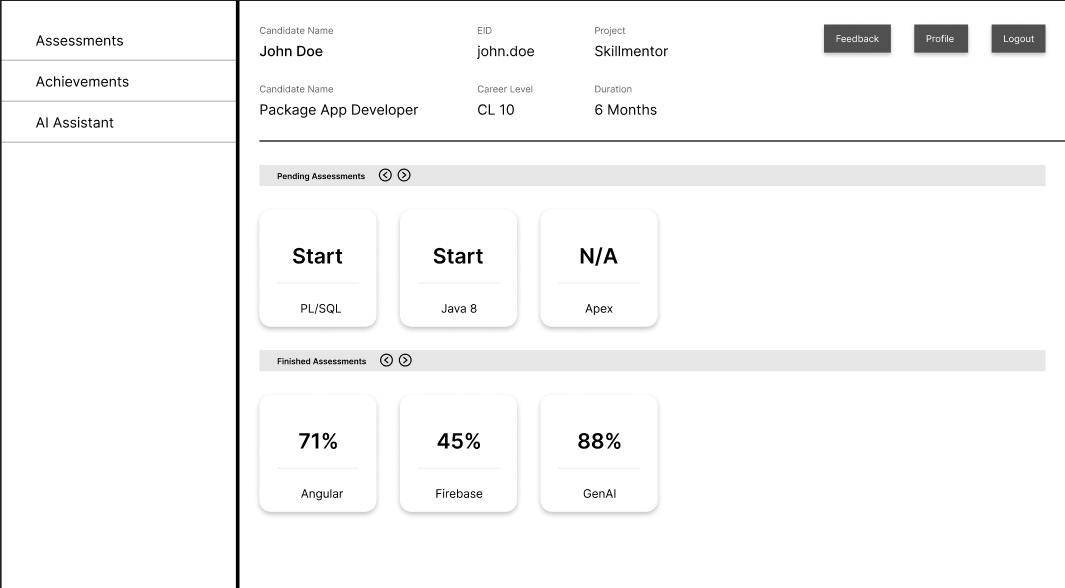 Assessments
Achievements
AI Assistant
Candidate Name EID Project
John Doe john.doe Skillmentor
Feedback Profile Logout
Candidate Name Career Level Duration
Package App Developer CL 10 6 Months
Pending Assessments
Start Start N/A
PL/SQL Java 8 Apex
Finished Assessments
71% 45% 88%
Angular Firebase GenAI